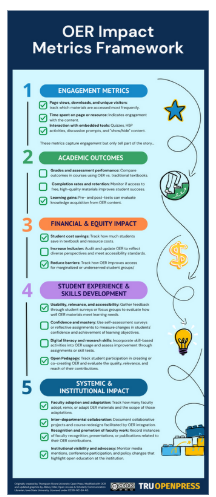 OER Impact
Metrics Framework
1
ENGAGEMENT METRICS
Page views, downloads, and unique visitors:
track which materials are accessed most often.
Time spent on page or resource: Indicates engagement
with the content.
Interaction with embedded tools: Quizzes, H5P
activities, discussion prompts, and "show/hide" content.
These metrics capture engagement but only tell part of the story...
2
ACADEMIC OUTCOMES
Grades and assessment performance: Compare
outcomes in courses using OER vs. traditional textbooks.
Completion rates and retention: Monitor if access to
free, high-quality materials improves student success.
Learning gains: Pre- and post-tests can evaluate
knowledge acquisition from OER content.
3
FINANCIAL & EQUITY IMPACT
Student cost savings: Track how much students
save in textbook and resource costs.
Increase inclusion: Audit and update OER to reflect
diverse perspectives and meet accessibility standards.
Reduce barriers: Track how OER improves access
for marginalized or underserved student groups.
4
STUDENT EXPERIENCE &
SKILLS DEVELOPMENT
Usability, relevance, and accessibility: Gather feedback
through student surveys or focus groups to evaluate how
well OER materials meet learning needs.
Confidence and mastery: Use self-assessment surveys
or reflective assignments to measure changes in students'
confidence and achievement of learning objectives.
Digital literacy and research skills: Incorporate skill-based
activities into OER usage and assess improvement through
assignments or skill tests.
Open Pedagogy: Track student participation in creating or
co-creating OER and evaluate the quality, relevance, and
reach of their contributions.
5
SYSTEMIC &
INSTITUTIONAL IMPACT
Faculty adoption and adaptation: Track how many faculty
adopt, remix, or adapt OER materials and the scope of those
adaptations.
Inter-departmental collaboration: Document collaborative
projects and course redesigns facilitated by OER integration.
Recognition and promotion of faculty work: Record instances
of faculty recognition, presentations, or publications related to
their OER contributions.
Institutional visibility and advocacy: Monitor media
mentions, conference participation, and policy changes that
highlight open education at the institution.
TRU OPENPRESS